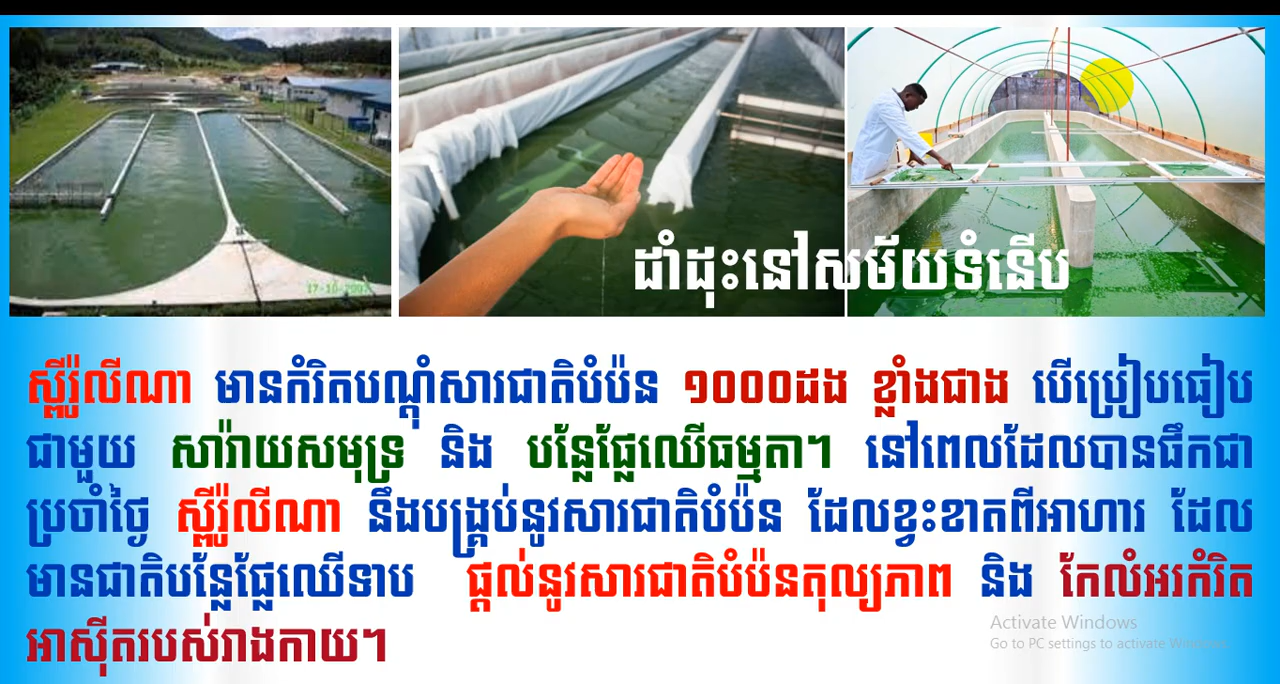 17-10-2007
ដាំដុះនៅសម័យទំនើប
ស្ពីរ៉ូលីណា មានកំរិតបណ្តុំសារជាតិបំប៉ន ១០០០ដង ខ្លាំងជាង បើប្រៀបធៀប
ជាមួយ សារ៉ាយសមុទ្រ និង បន្លែផ្លែឈើធម្មតា។ នៅពេលដែលបានផឹកជា
ប្រចាំថ្ងៃ ស្ពីរ៉ូលីណា នឹងបង្គ្រប់នូវសារជាតិបំប៉ន ដែលខ្វះខាតពីអាហារ ដែល
មានជាតិបន្លែផ្លែឈើទាប ផ្តល់នូវសារជាតិបំប៉នតុល្យភាព និង កែលំអរកំរិត
អាស៊ីតរបស់រាងកាយ។
Activate Windows
Go to PC settings to activate Windows.